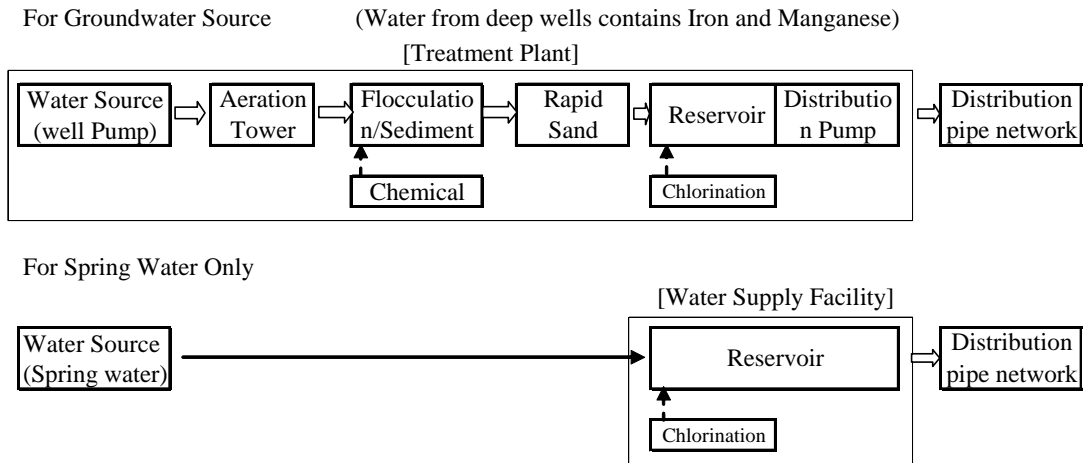 For Groundwater Source (Water from deep wells contains Iron and Manganese)
[Treatment Plant]
Water Source
(well Pump)
Aeration
Tower
Flocculatio
n/Sediment
Rapid
Sand
Reservoir
Distributio
n Pump
Distribution
pipe network
Chemical
Chlorination
For Spring Water Only
[Water Supply Facility]
Water Source
(Spring water)
Reservoir
Distribution
pipe network
Chlorination